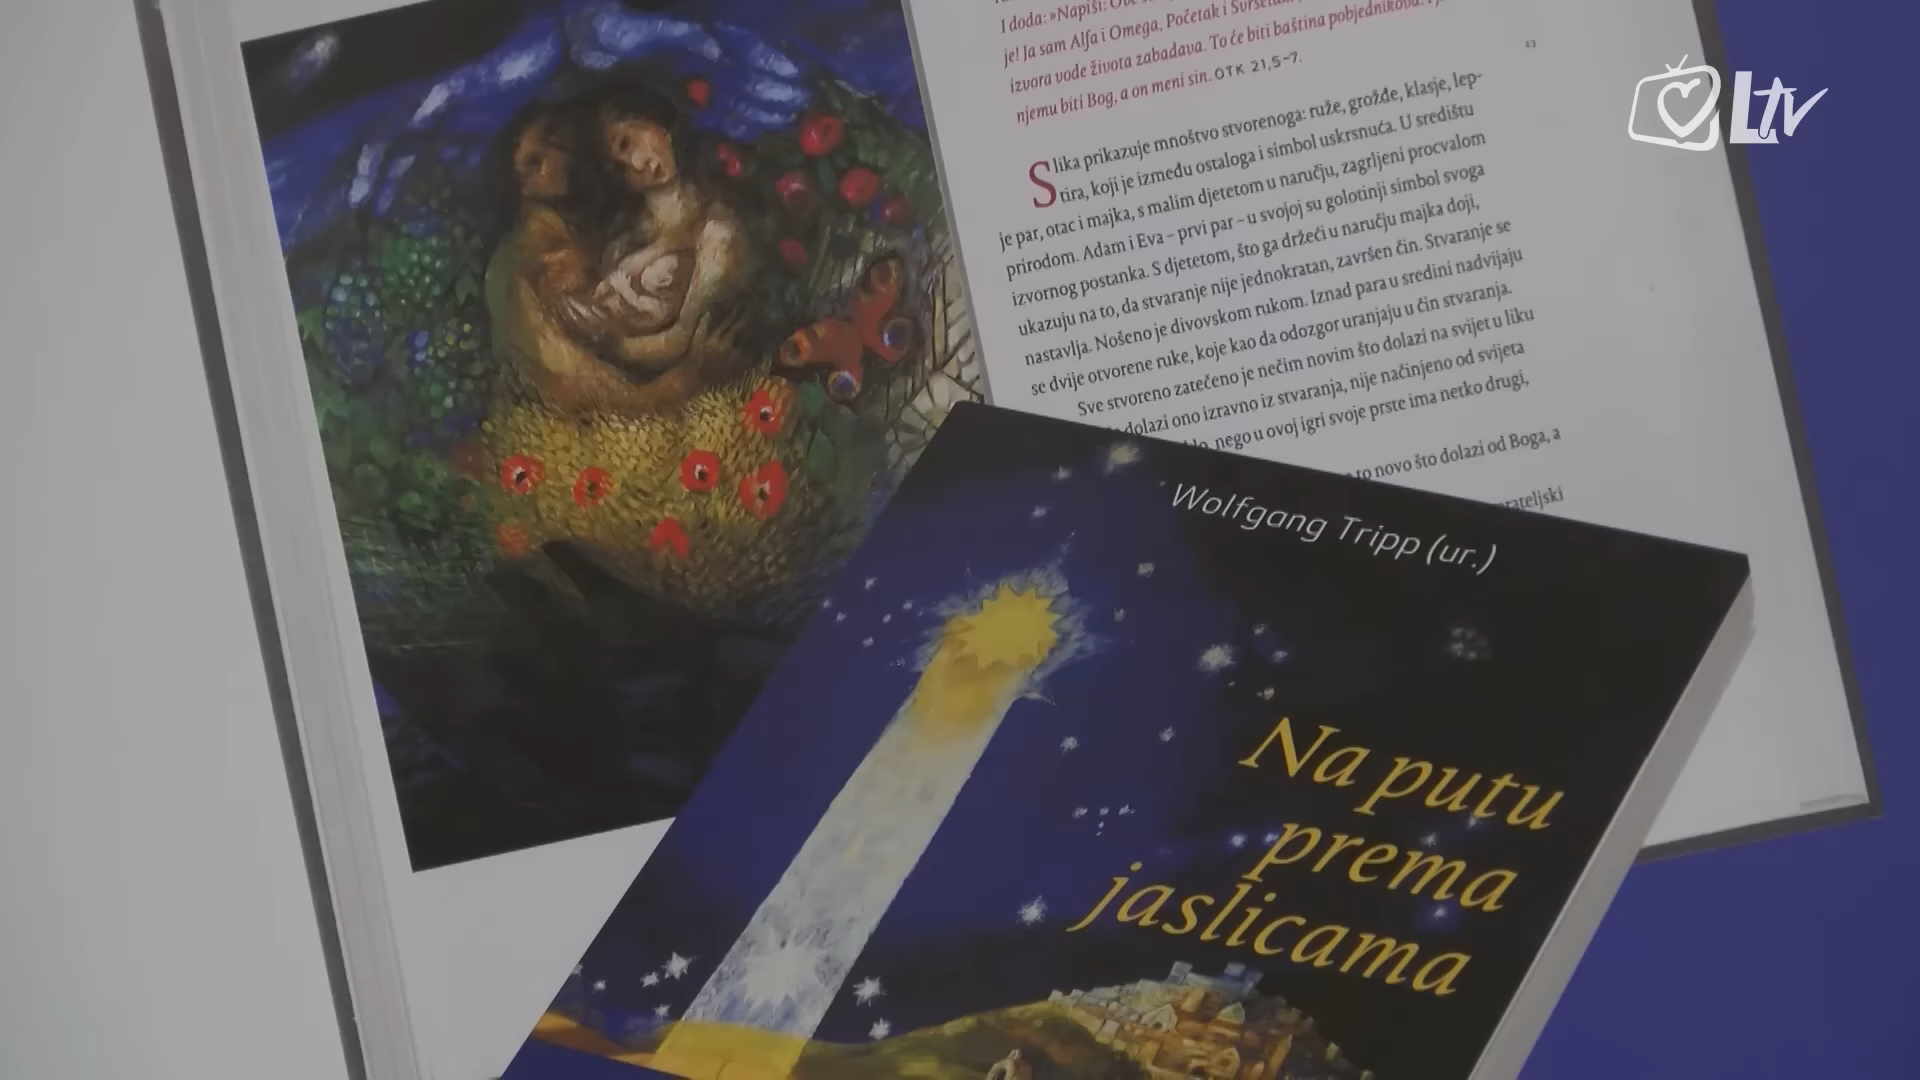 I doda: »Napiši:
je! Ja sam Alfa i Omega, Početak i Svršetak
izvora vode života zabadava. To će biti baština pobjednikova.
njemu biti Bog, a on meni sin. OTK 21,5–7.
Slika prikazuje mnoštvo stvorenoga: ruže, grožđe, klasje, lep-
tira, koji je između ostaloga i simbol uskrsnuća. U središtu
je par, otac i majka, s malim djetetom u naručju, zagrljeni procvalom
prirodom. Adam i Eva – prvi par – u svojoj su golotinji simbol svoga
izvornog postanka. S djetetom, što ga držeći u naručju majka doji,
ukazuju na to, da stvaranje nije jednokratan, završen čin. Stvaranje se
nastavlja. Nošeno je divovskom rukom. Iznad para u sredini nadvijaju
se dvije otvorene ruke, koje kao da odozgor uranjaju u čin stvaranja.
Sve stvoreno zatečeno je nečim novim što dolazi na svijet u liku
dolazi ono izravno iz stvaranja, nije načinjeno od svijeta
nego u ovoj igri svoje prste ima netko drugi,
to novo što dolazi od Boga, a
LTV
Wolfgang Tripp (ur.)
Na putu
prema
jaslicama